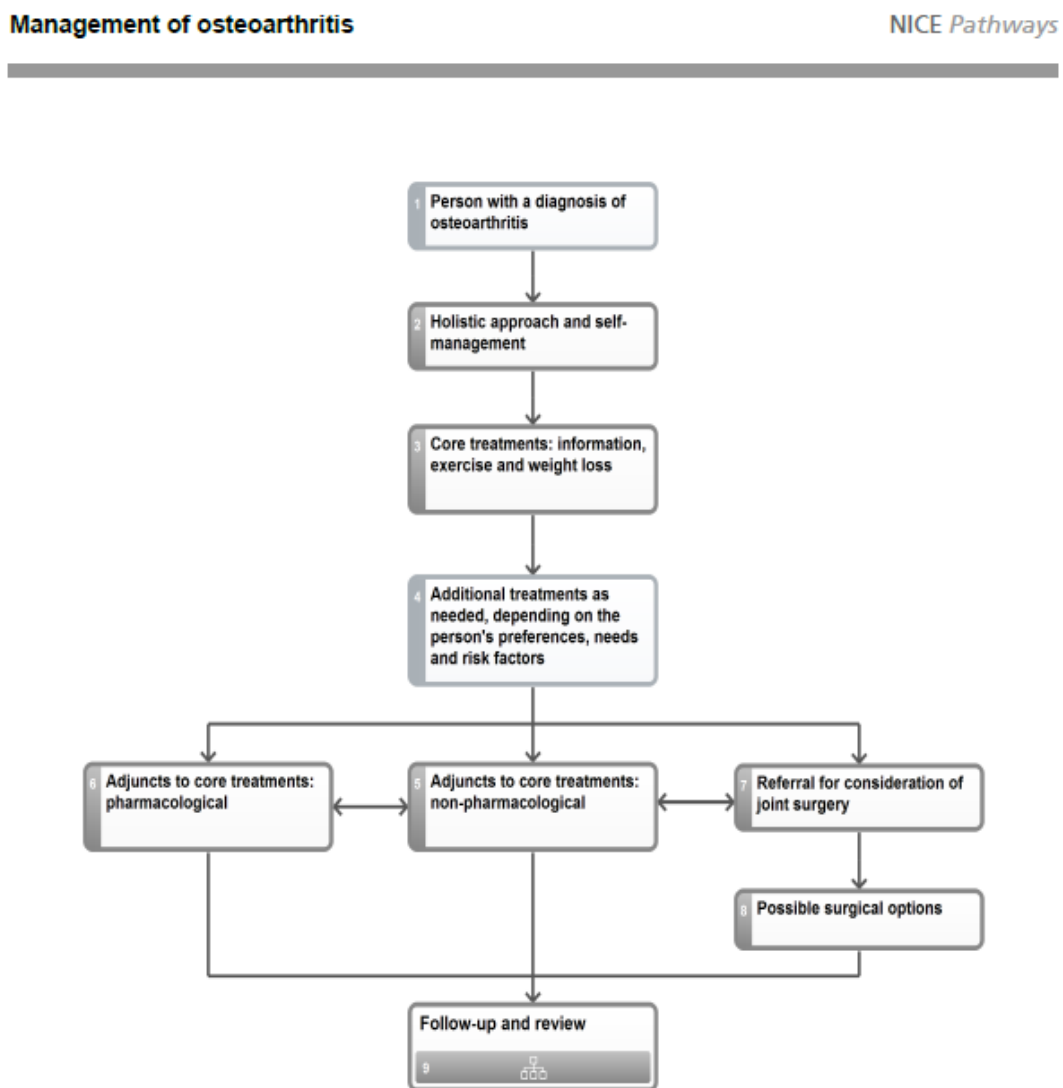 Management of osteoarthritis
NICE Pathways
1 Person with a diagnosis of
osteoarthritis
2 Holistic approach and self-
management
3 Core treatments: information,
exercise and weight loss
4 Additional treatments as
needed, depending on the
person's preferences, needs
and risk factors
6 Adjuncts to core treatments:
pharmacological
5 Adjuncts to core treatments:
non-pharmacological
7 Referral for consideration of
joint surgery
8 Possible surgical options
Follow-up and review
9